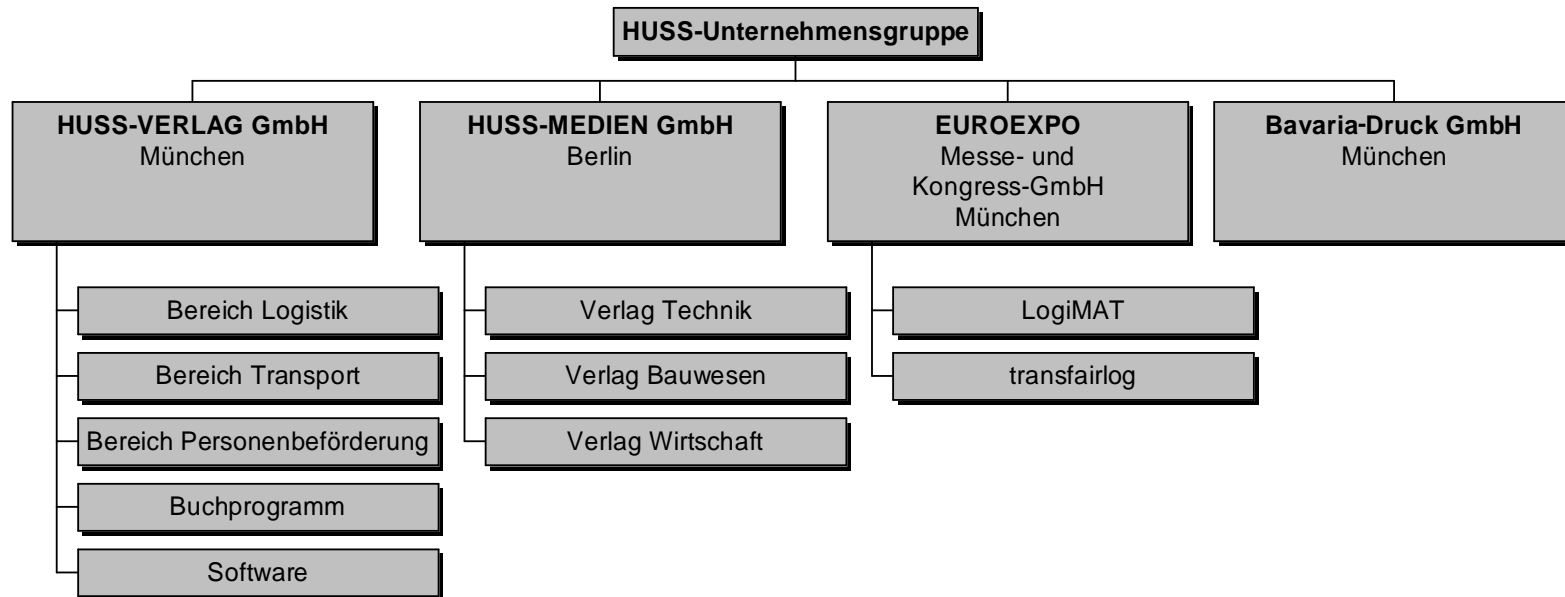 HUSS-Unternehmensgruppe
HUSS-VERLAG GmbH
München
HUSS-MEDIEN GmbH
Berlin
EUROEXPO
Messe- und
Kongress-GmbH
München
Bavaria-Druck GmbH
München
Bereich Logistik
Bereich Transport
Bereich Personenbeförderung
Buchprogramm
Software
Verlag Technik
Verlag Bauwesen
Verlag Wirtschaft
LogiMAT
transfairlog